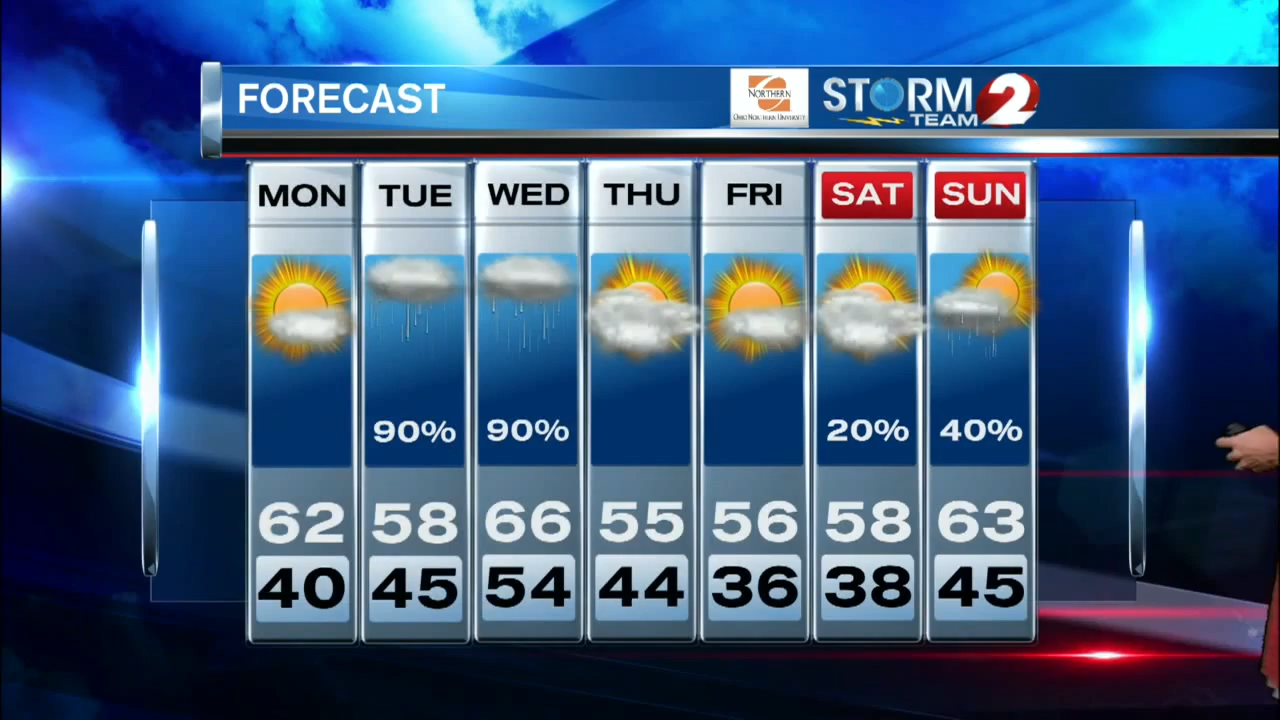 FORECAST
NORTHERN
OHIO NORTHERN UNIVERSITY
STORM
TEAM 2
MON TUE WED THU FRI SAT SUN
90% 90% 20% 40%
62 58 66 55 56 58 63
40 45 54 44 36 38 45